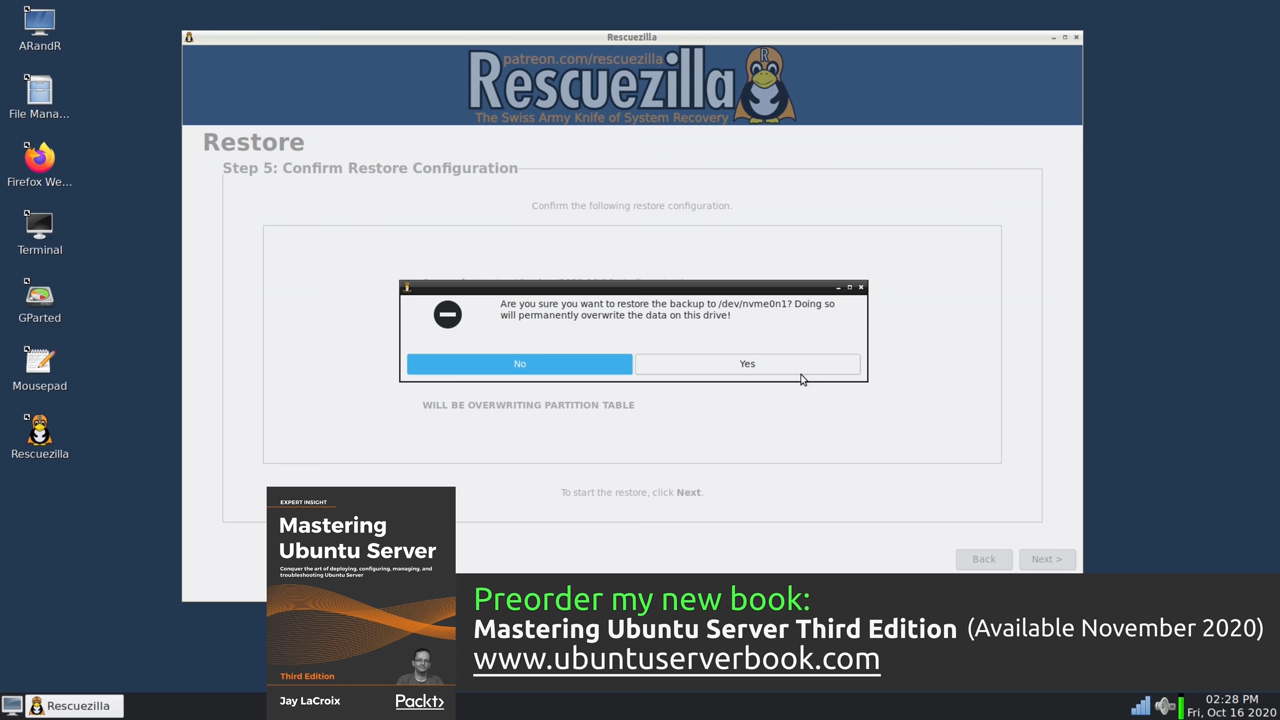 ARandR
File Mana...
Firefox We...
Terminal
GParted
Mousepad
Rescuezilla
Rescuezilla
patreon.com/rescuezilla
R
Rescuezilla
The Swiss Army Knife of System Recovery
Restore
Step 5: Confirm Restore Configuration
Confirm the following restore configuration.
Are you sure you want to restore the backup to /dev/nvme0n1? Doing so
will permanently overwrite the data on this drive!
No
Yes
WILL BE OVERWRITING PARTITION TABLE
To start the restore, click Next.
Back
Next >
EXPERT INSIGHT
Mastering
Ubuntu Server
Conquer the art of deploying, configuring, managing, and
troubleshooting Ubuntu Server
Third Edition
Jay LaCroix
Packt>
Preorder my new book:
Mastering Ubuntu Server Third Edition (Available November 2020)
www.ubuntuserverbook.com
Rescuezilla
02:28 PM
Fri, Oct 16 2020